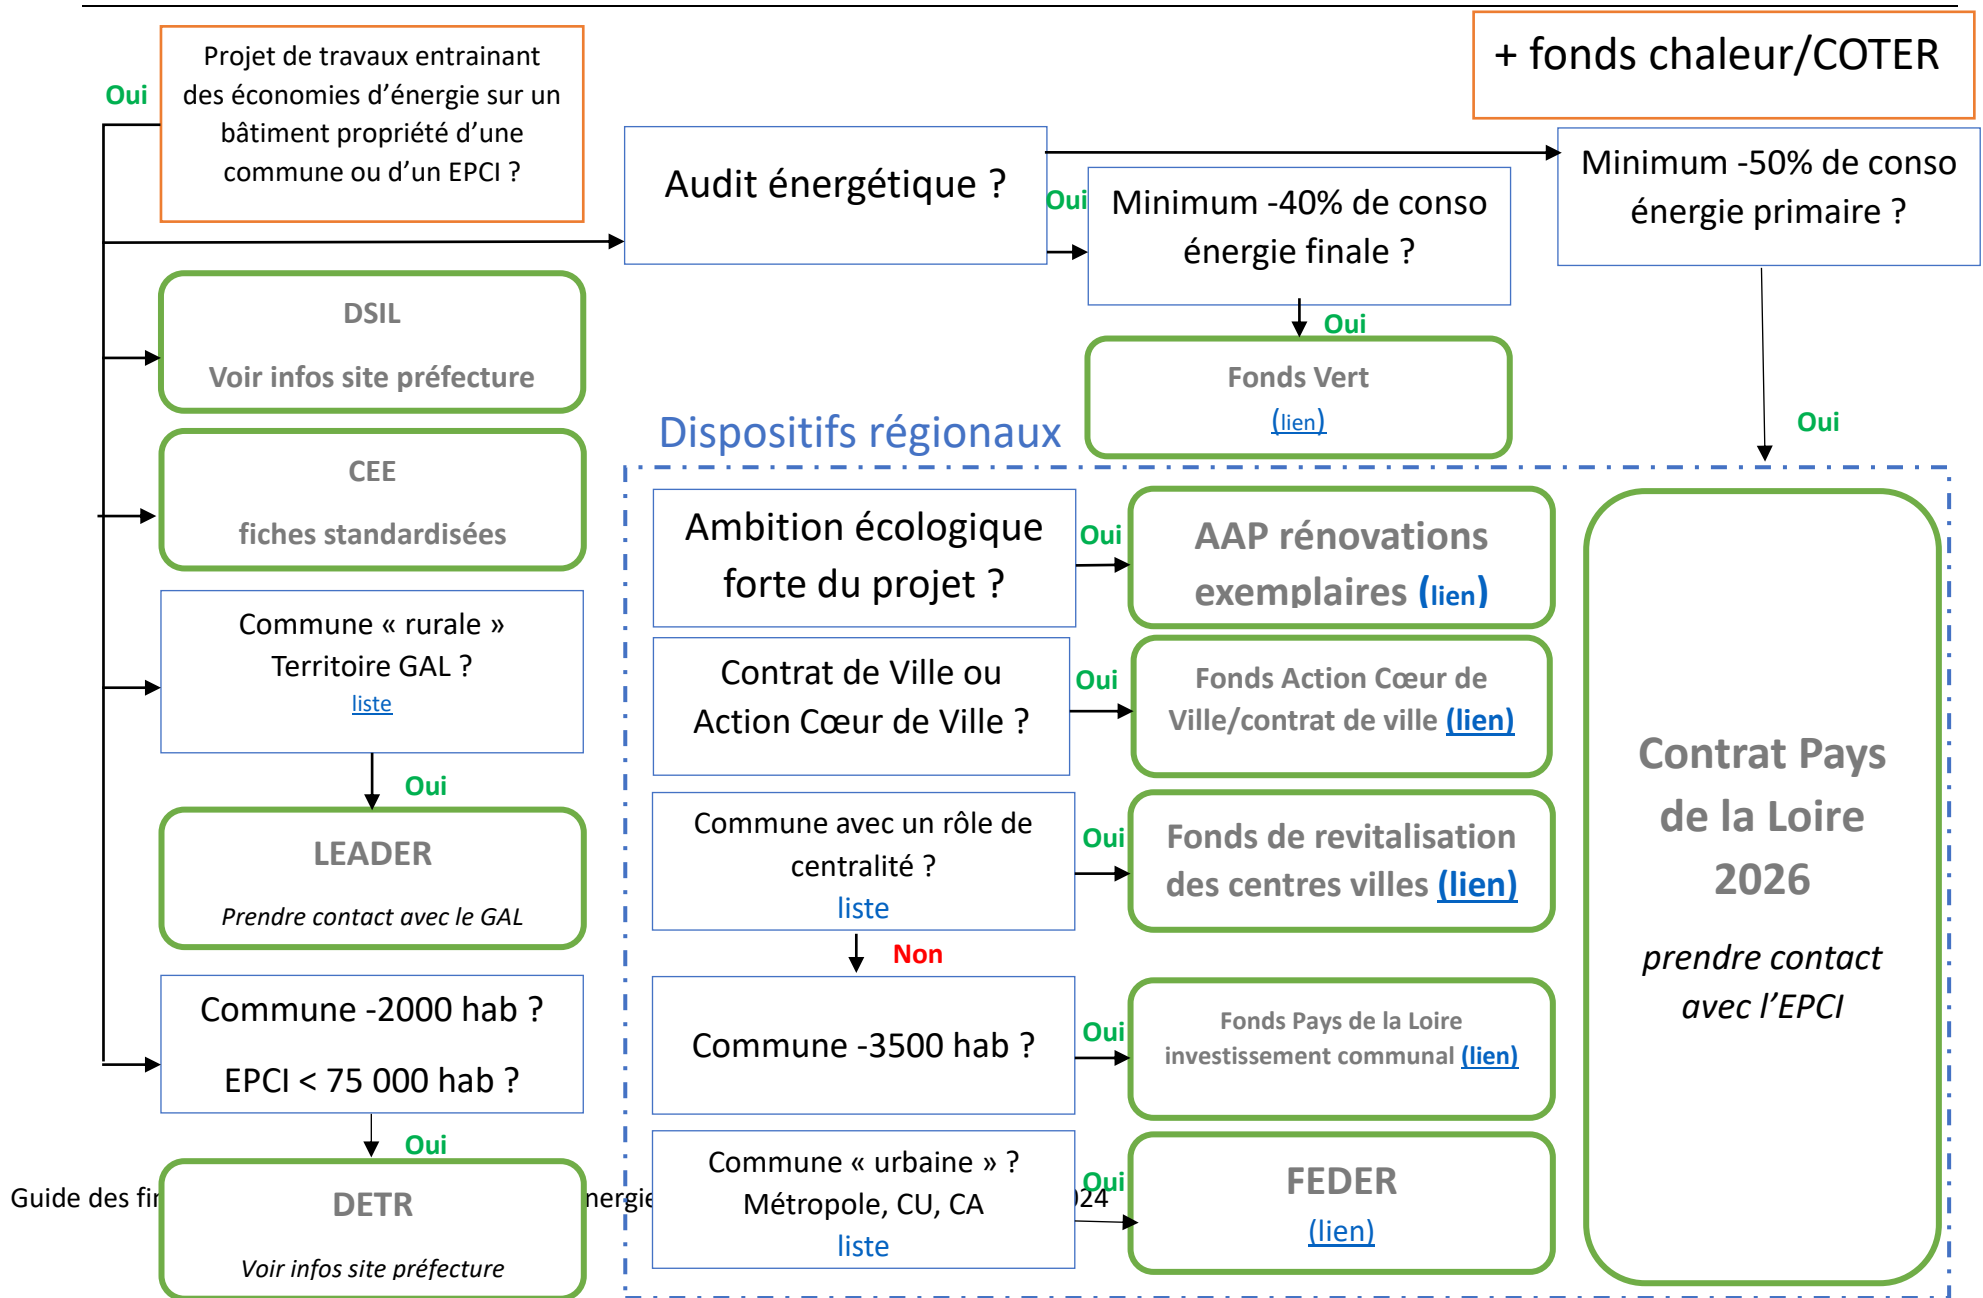 Projet de travaux entrainant
des économies d'énergie sur un
bâtiment propriété d'une
commune ou d'un EPCI ?
Oui
+ fonds chaleur/COTER
Audit énergétique ?
Oui
Minimum -40% de conso
énergie finale ?
Minimum -50% de conso
énergie primaire ?
Oui
Oui
DSIL
Voir infos site préfecture
Fonds Vert
(lien)
CEE
fiches standardisées
Commune « rurale »
Territoire GAL ?
liste
Oui
LEADER
Prendre contact avec le GAL
Commune -2000 hab ?
EPCI < 75 000 hab ?
Oui
DETR
Voir infos site préfecture
Dispositifs régionaux
Ambition écologique
forte du projet ?
Oui
AAP rénovations
exemplaires (lien)
Contrat de Ville ou
Action Cœur de Ville ?
Oui
Fonds Action Cœur de
Ville/contrat de ville (lien)
Commune avec un rôle de
centralité ?
liste
Oui
Fonds de revitalisation
des centres villes (lien)
Non
Commune -3500 hab ?
Oui
Fonds Pays de la Loire
investissement communal (lien)
Commune « urbaine » ?
Métropole, CU, CA
liste
Oui
FEDER
(lien)
Contrat Pays
de la Loire
2026
prendre contact
avec l'EPCI
Guide des